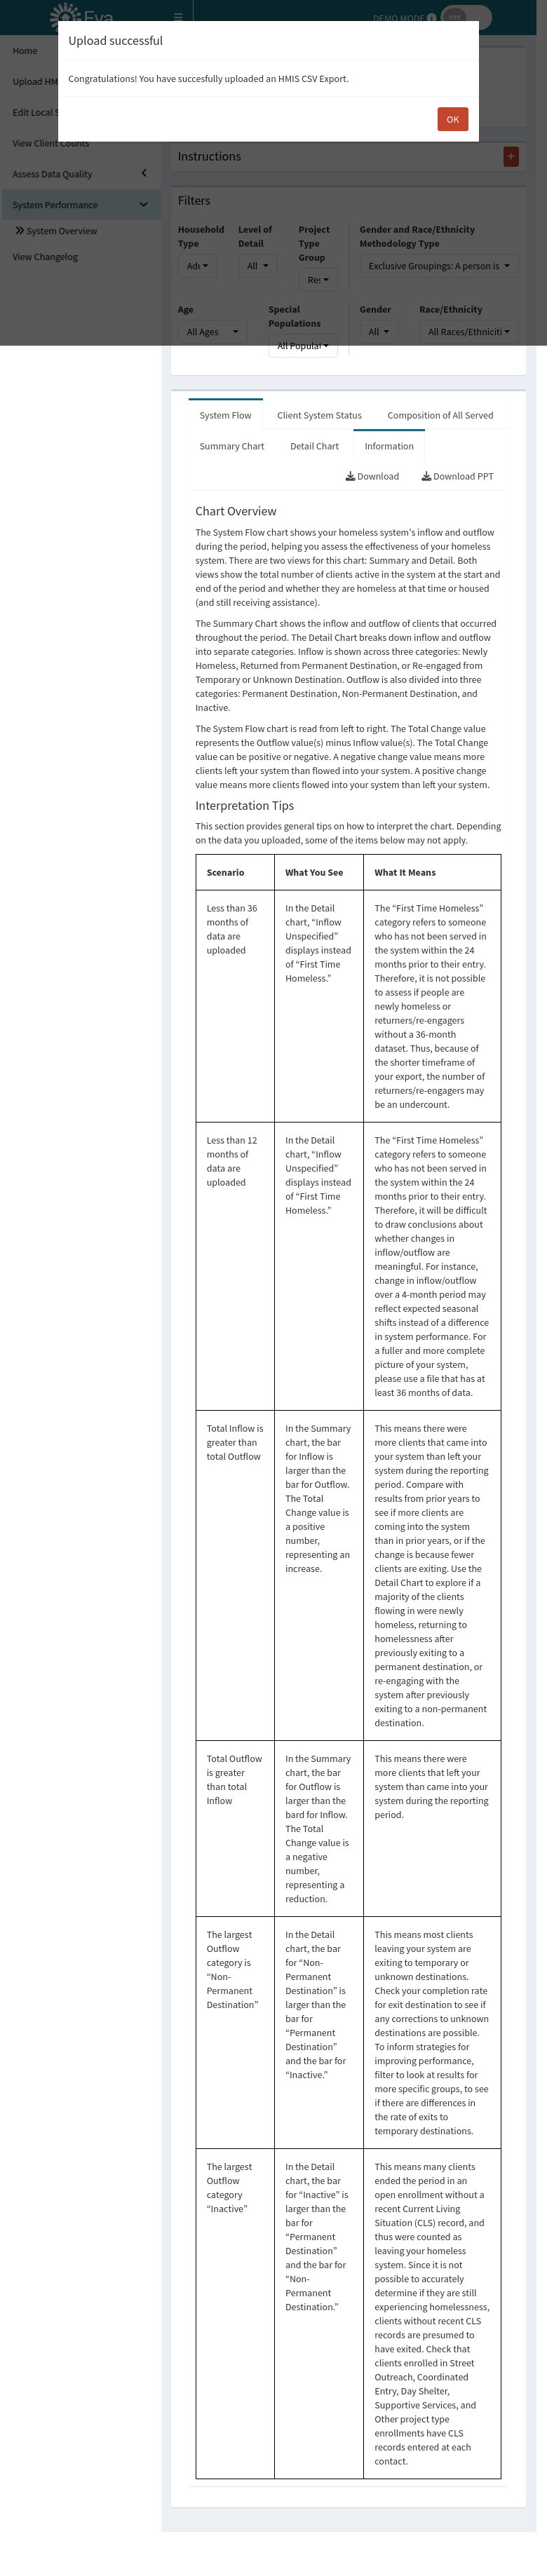 Eva
DEMO MODE
OFF
Upload successful
Congratulations! You have succesfully uploaded an HMIS CSV Export.
OK
Home
Upload HM
Edit Local S
View Client Counts
Assess Data Quality
System Performance
System Overview
View Changelog
Instructions
+
Filters
Household
Type
Level of
Detail
Project
Type
Group
Gender and Race/Ethnicity
Methodology Type
Adu
All
Res
Exclusive Groupings: A person is
Age
Special
Populations
Gender
Race/Ethnicity
All Ages
All Populat
All
All Races/Ethniciti
System Flow
Client System Status
Composition of All Served
Summary Chart
Detail Chart
Information
Download
Download PPT
Chart Overview
The System Flow chart shows your homeless system's inflow and outflow
during the period, helping you assess the effectiveness of your homeless
system. There are two views for this chart: Summary and Detail. Both
views show the total number of clients active in the system at the start and
end of the period and whether they are homeless at that time or housed
(and still receiving assistance).
The Summary Chart shows the inflow and outflow of clients that occurred
throughout the period. The Detail Chart breaks down inflow and outflow
into separate categories. Inflow is shown across three categories: Newly
Homeless, Returned from Permanent Destination, or Re-engaged from
Temporary or Unknown Destination. Outflow is also divided into three
categories: Permanent Destination, Non-Permanent Destination, and
Inactive.
The System Flow chart is read from left to right. The Total Change value
represents the Outflow value(s) minus Inflow value(s). The Total Change
value can be positive or negative. A negative change value means more
clients left your system than flowed into your system. A positive change
value means more clients flowed into your system than left your system.
Interpretation Tips
This section provides general tips on how to interpret the chart. Depending
on the data you uploaded, some of the items below may not apply.
Scenario
What You See
What It Means
Less than 36
months of
data are
uploaded
In the Detail
chart, “Inflow
Unspecified”
displays instead
of “First Time
Homeless.”
The “First Time Homeless”
category refers to someone
who has not been served in
the system within the 24
months prior to their entry.
Therefore, it is not possible
to assess if people are
newly homeless or
returners/re-engagers
without a 36-month
dataset. Thus, because of
the shorter timeframe of
your export, the number of
returners/re-engagers may
be an undercount.
Less than 12
months of
data are
uploaded
In the Detail
chart, “Inflow
Unspecified”
displays instead
of “First Time
Homeless.”
The “First Time Homeless”
category refers to someone
who has not been served in
the system within the 24
months prior to their entry.
Therefore, it will be difficult
to draw conclusions about
whether changes in
inflow/outflow are
meaningful. For instance,
change in inflow/outflow
over a 4-month period may
reflect expected seasonal
shifts instead of a difference
in system performance. For
a fuller and more complete
picture of your system,
please use a file that has at
least 36 months of data.
Total Inflow is
greater than
total Outflow
In the Summary
chart, the bar
for Inflow is
larger than the
bar for Outflow.
The Total
Change value is
a positive
number,
representing an
increase.
This means there were
more clients that came into
your system than left your
system during the reporting
period. Compare with
results from prior years to
see if more clients are
coming into the system
than in prior years, or if the
change is because fewer
clients are exiting. Use the
Detail Chart to explore if a
majority of the clients
flowing in were newly
homeless, returning to
homelessness after
previously exiting to a
permanent destination, or
re-engaging with the
system after previously
exiting to a non-permanent
destination.
Total Outflow
is greater
than total
Inflow
In the Summary
chart, the bar
for Outflow is
larger than the
bard for Inflow.
The Total
Change value is
a negative
number,
representing a
reduction.
This means there were
more clients that left your
system than came into your
system during the reporting
period.
The largest
Outflow
category is
“Non-
Permanent
Destination”
In the Detail
chart, the bar
for “Non-
Permanent
Destination” is
larger than the
bar for
“Permanent
Destination”
and the bar for
“Inactive.”
This means most clients
leaving your system are
exiting to temporary or
unknown destinations.
Check your completion rate
for exit destination to see if
any corrections to unknown
destinations are possible.
To inform strategies for
improving performance,
filter to look at results for
more specific groups, to see
if there are differences in
the rate of exits to
temporary destinations.
The largest
Outflow
category
“Inactive”
In the Detail
chart, the bar
for “Inactive” is
larger than the
bar for
“Permanent
Destination”
and the bar for
“Non-
Permanent
Destination.”
This means many clients
ended the period in an
open enrollment without a
recent Current Living
Situation (CLS) record, and
thus were counted as
leaving your homeless
system. Since it is not
possible to accurately
determine if they are still
experiencing homelessness,
clients without recent CLS
records are presumed to
have exited. Check that
clients enrolled in Street
Outreach, Coordinated
Entry, Day Shelter,
Supportive Services, and
Other project type
enrollments have CLS
records entered at each
contact.